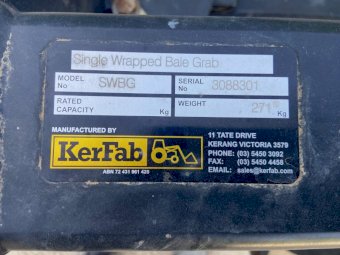 Single Wrapped Bale Grab
MODEL No SWBG SERIAL No 3088301
RATED CAPACITY Kg WEIGHT 271 Kg
MANUFACTURED BY
KerFab
ABN 72 431 961 420
11 TATE DRIVE
KERANG VICTORIA 3579
PHONE: (03) 5450 3092
FAX: (03) 5450 4458
EMAIL: sales@kerfab.com